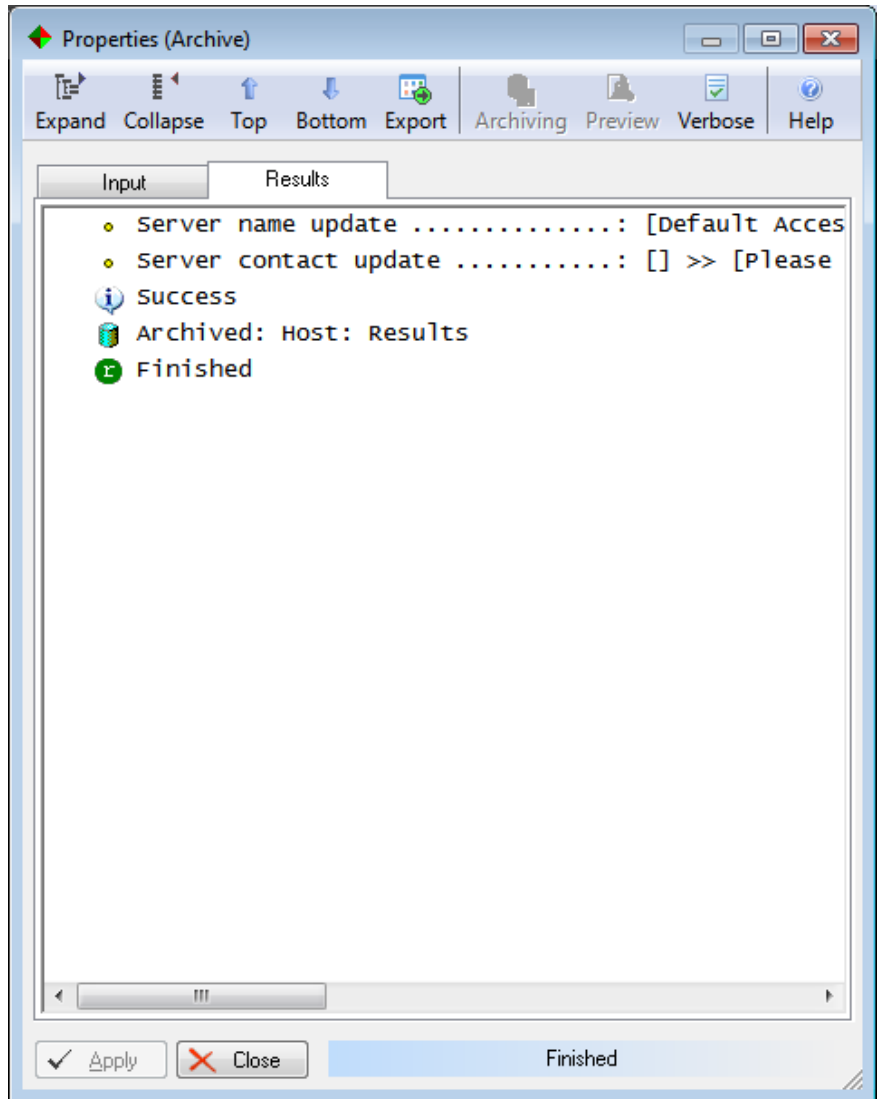 Properties (Archive)
Expand Collapse Top Bottom Export Archiving Preview Verbose Help
Input Results
Server name update ..............: [Default Acces
Server contact update ...........: [] >> [Please
Success
Archived: Host: Results
r Finished
Apply Close Finished